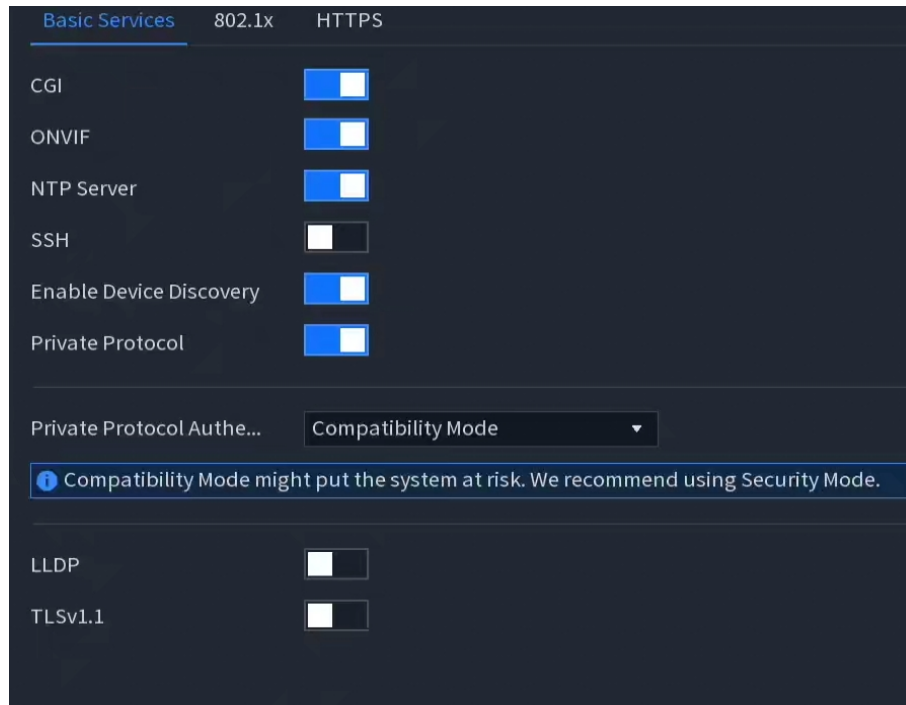 Basic Services 802.1x HTTPS
CGI
ONVIF
NTP Server
SSH
Enable Device Discovery
Private Protocol
Private Protocol Authe... Compatibility Mode
Compatibility Mode might put the system at risk. We recommend using Security Mode.
LLDP
TLSv1.1